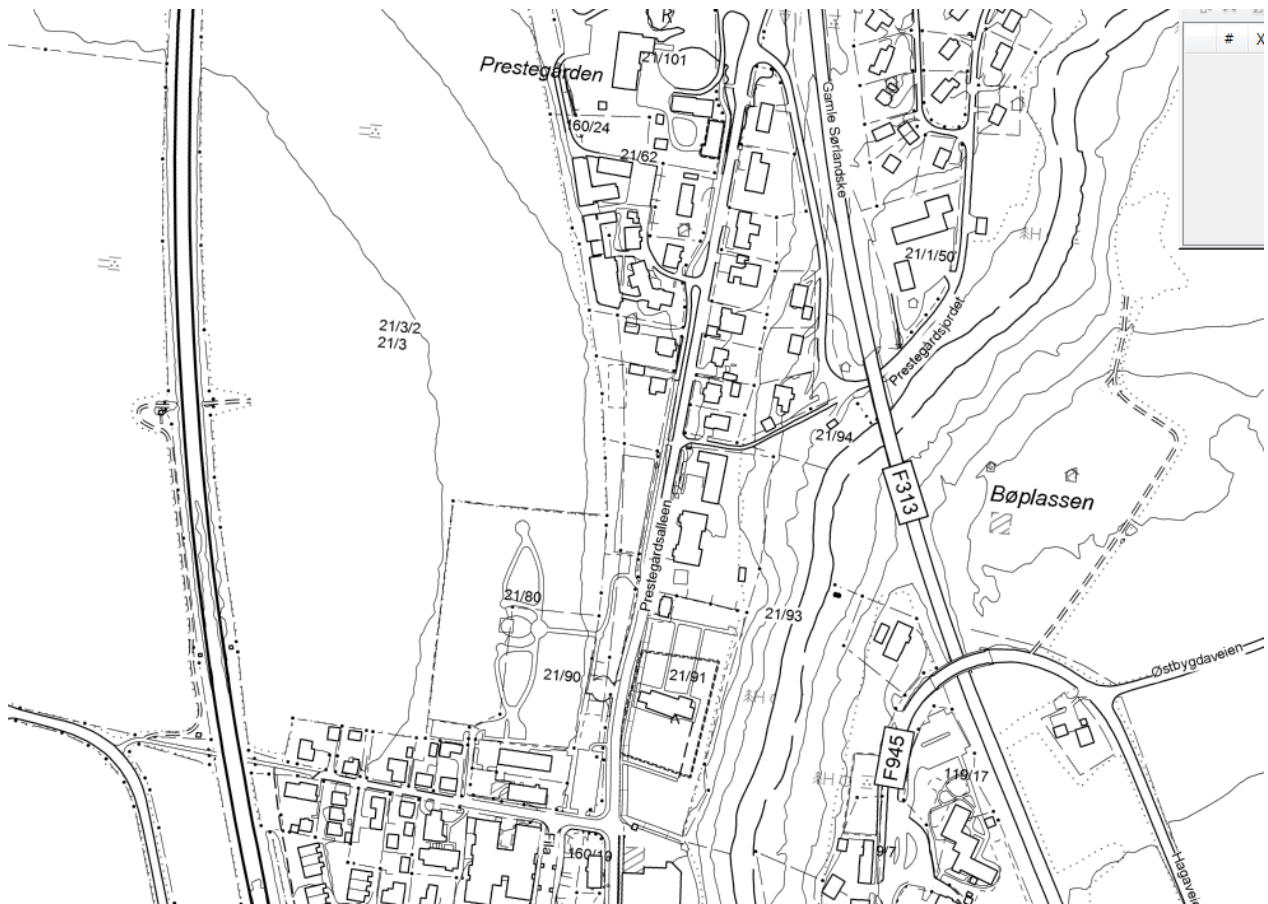 # X
21/101
Prestegården
160/24
21/62
Gamle Sørlandske
21/1/50
21/3/2
21/3
Prestegårdsjordet
21/94
F313
Bøplassen
Prestegårdsalleen
21/80
21/93
21/90
21/91
Østbygdaveien
F945
119/17
Fila
160/19
9/7